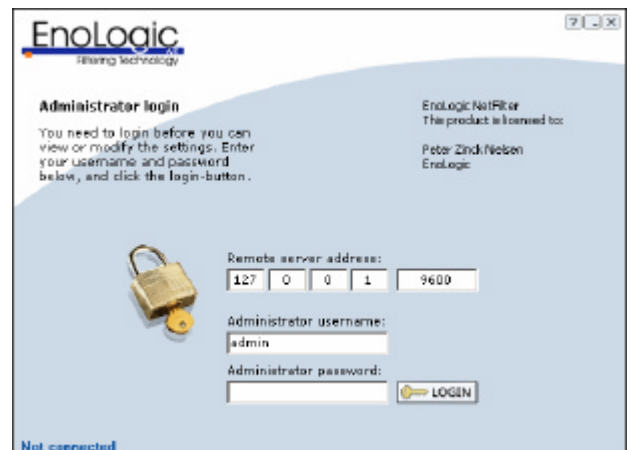 EnoLogic
Filtering Technology
Administrator login
You need to login before you can
view or modify the settings. Enter
your username and password
below, and click the login-button.
EnoLogic NetFilter
This product is licensed to:
Peter Zinck Nielsen
EnoLogic
Remote server address:
127 0 0 1 9600
Administrator username:
admin
Administrator password:
LOGIN
Not connected